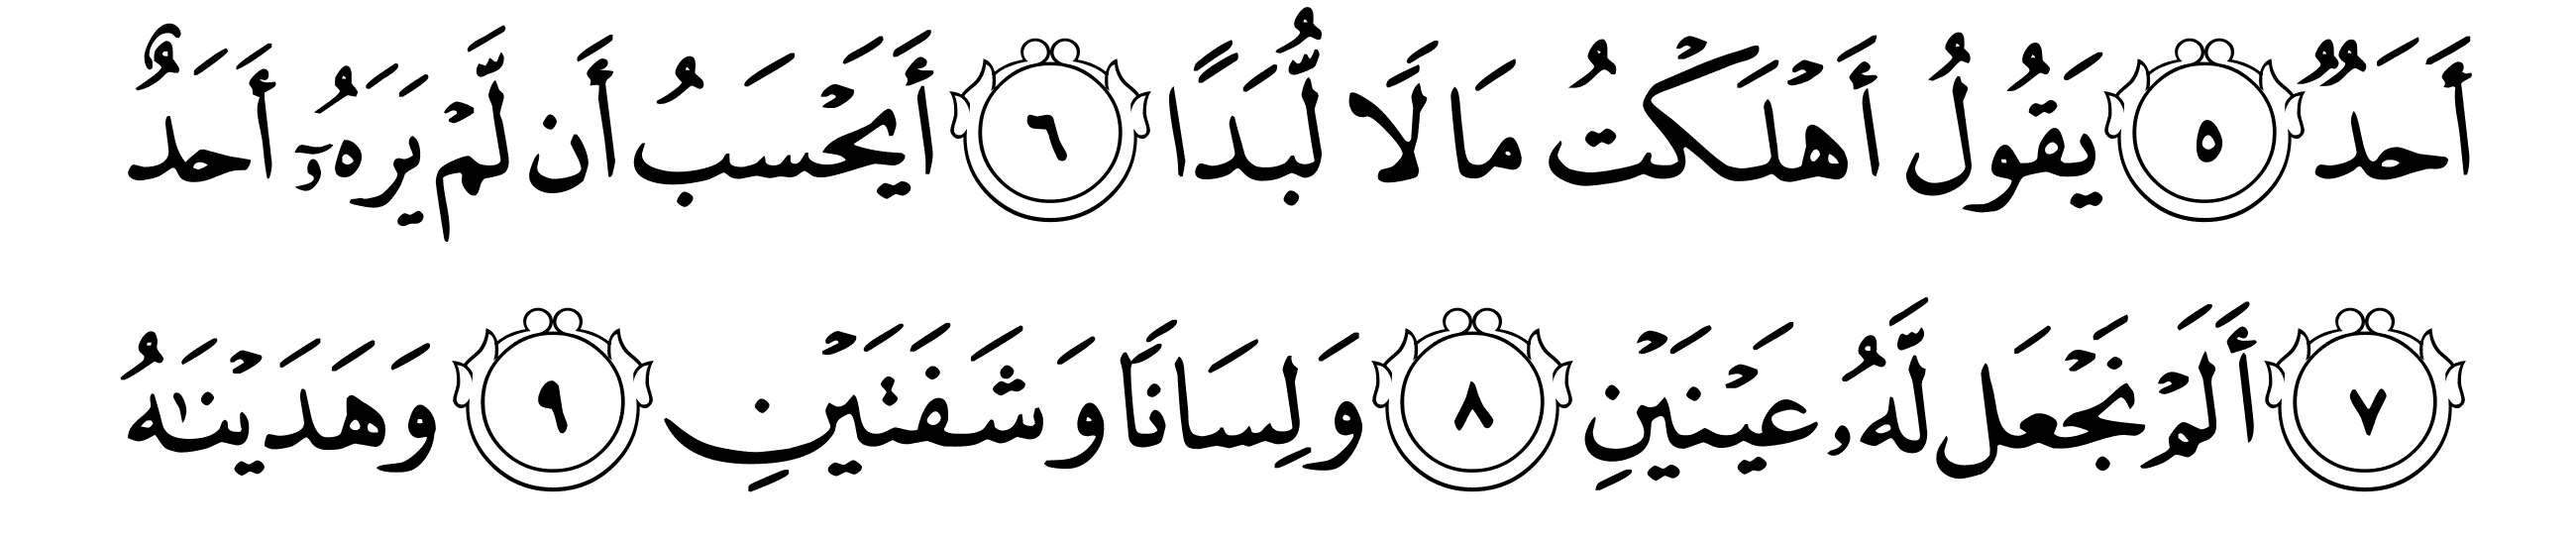 أَحَدٌ ٥ يَقُولُ أَهْلَكْتُ مَالًا لُّبَدًا ٦ أَيَحْسَبُ أَن لَّمْ يَرَهُۥٓ أَحَدٌ
٧ أَلَمْ نَجْعَل لَّهُۥ عَيْنَيْنِ ٨ وَلِسَانًا وَشَفَتَيْنِ ٩ وَهَدَيْنَٰهُ